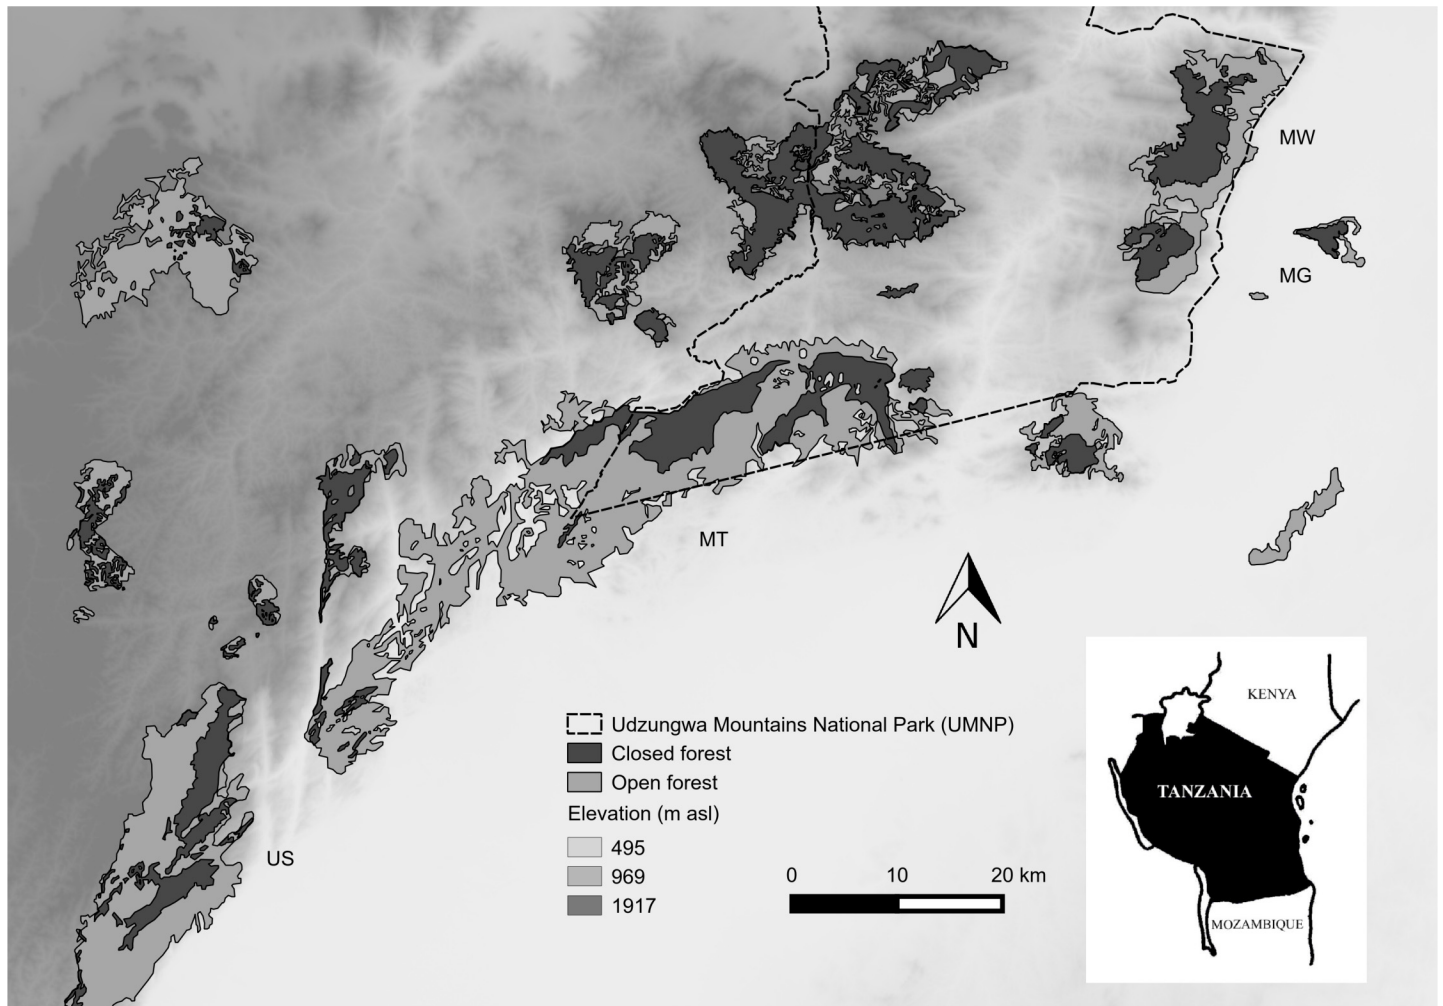 MW
MG
MT
N
US
Udzungwa Mountains National Park (UMNP)
Closed forest
Open forest
Elevation (m asl)
495
969
1917
0 10 20 km
KENYA
TANZANIA
MOZAMBIQUE